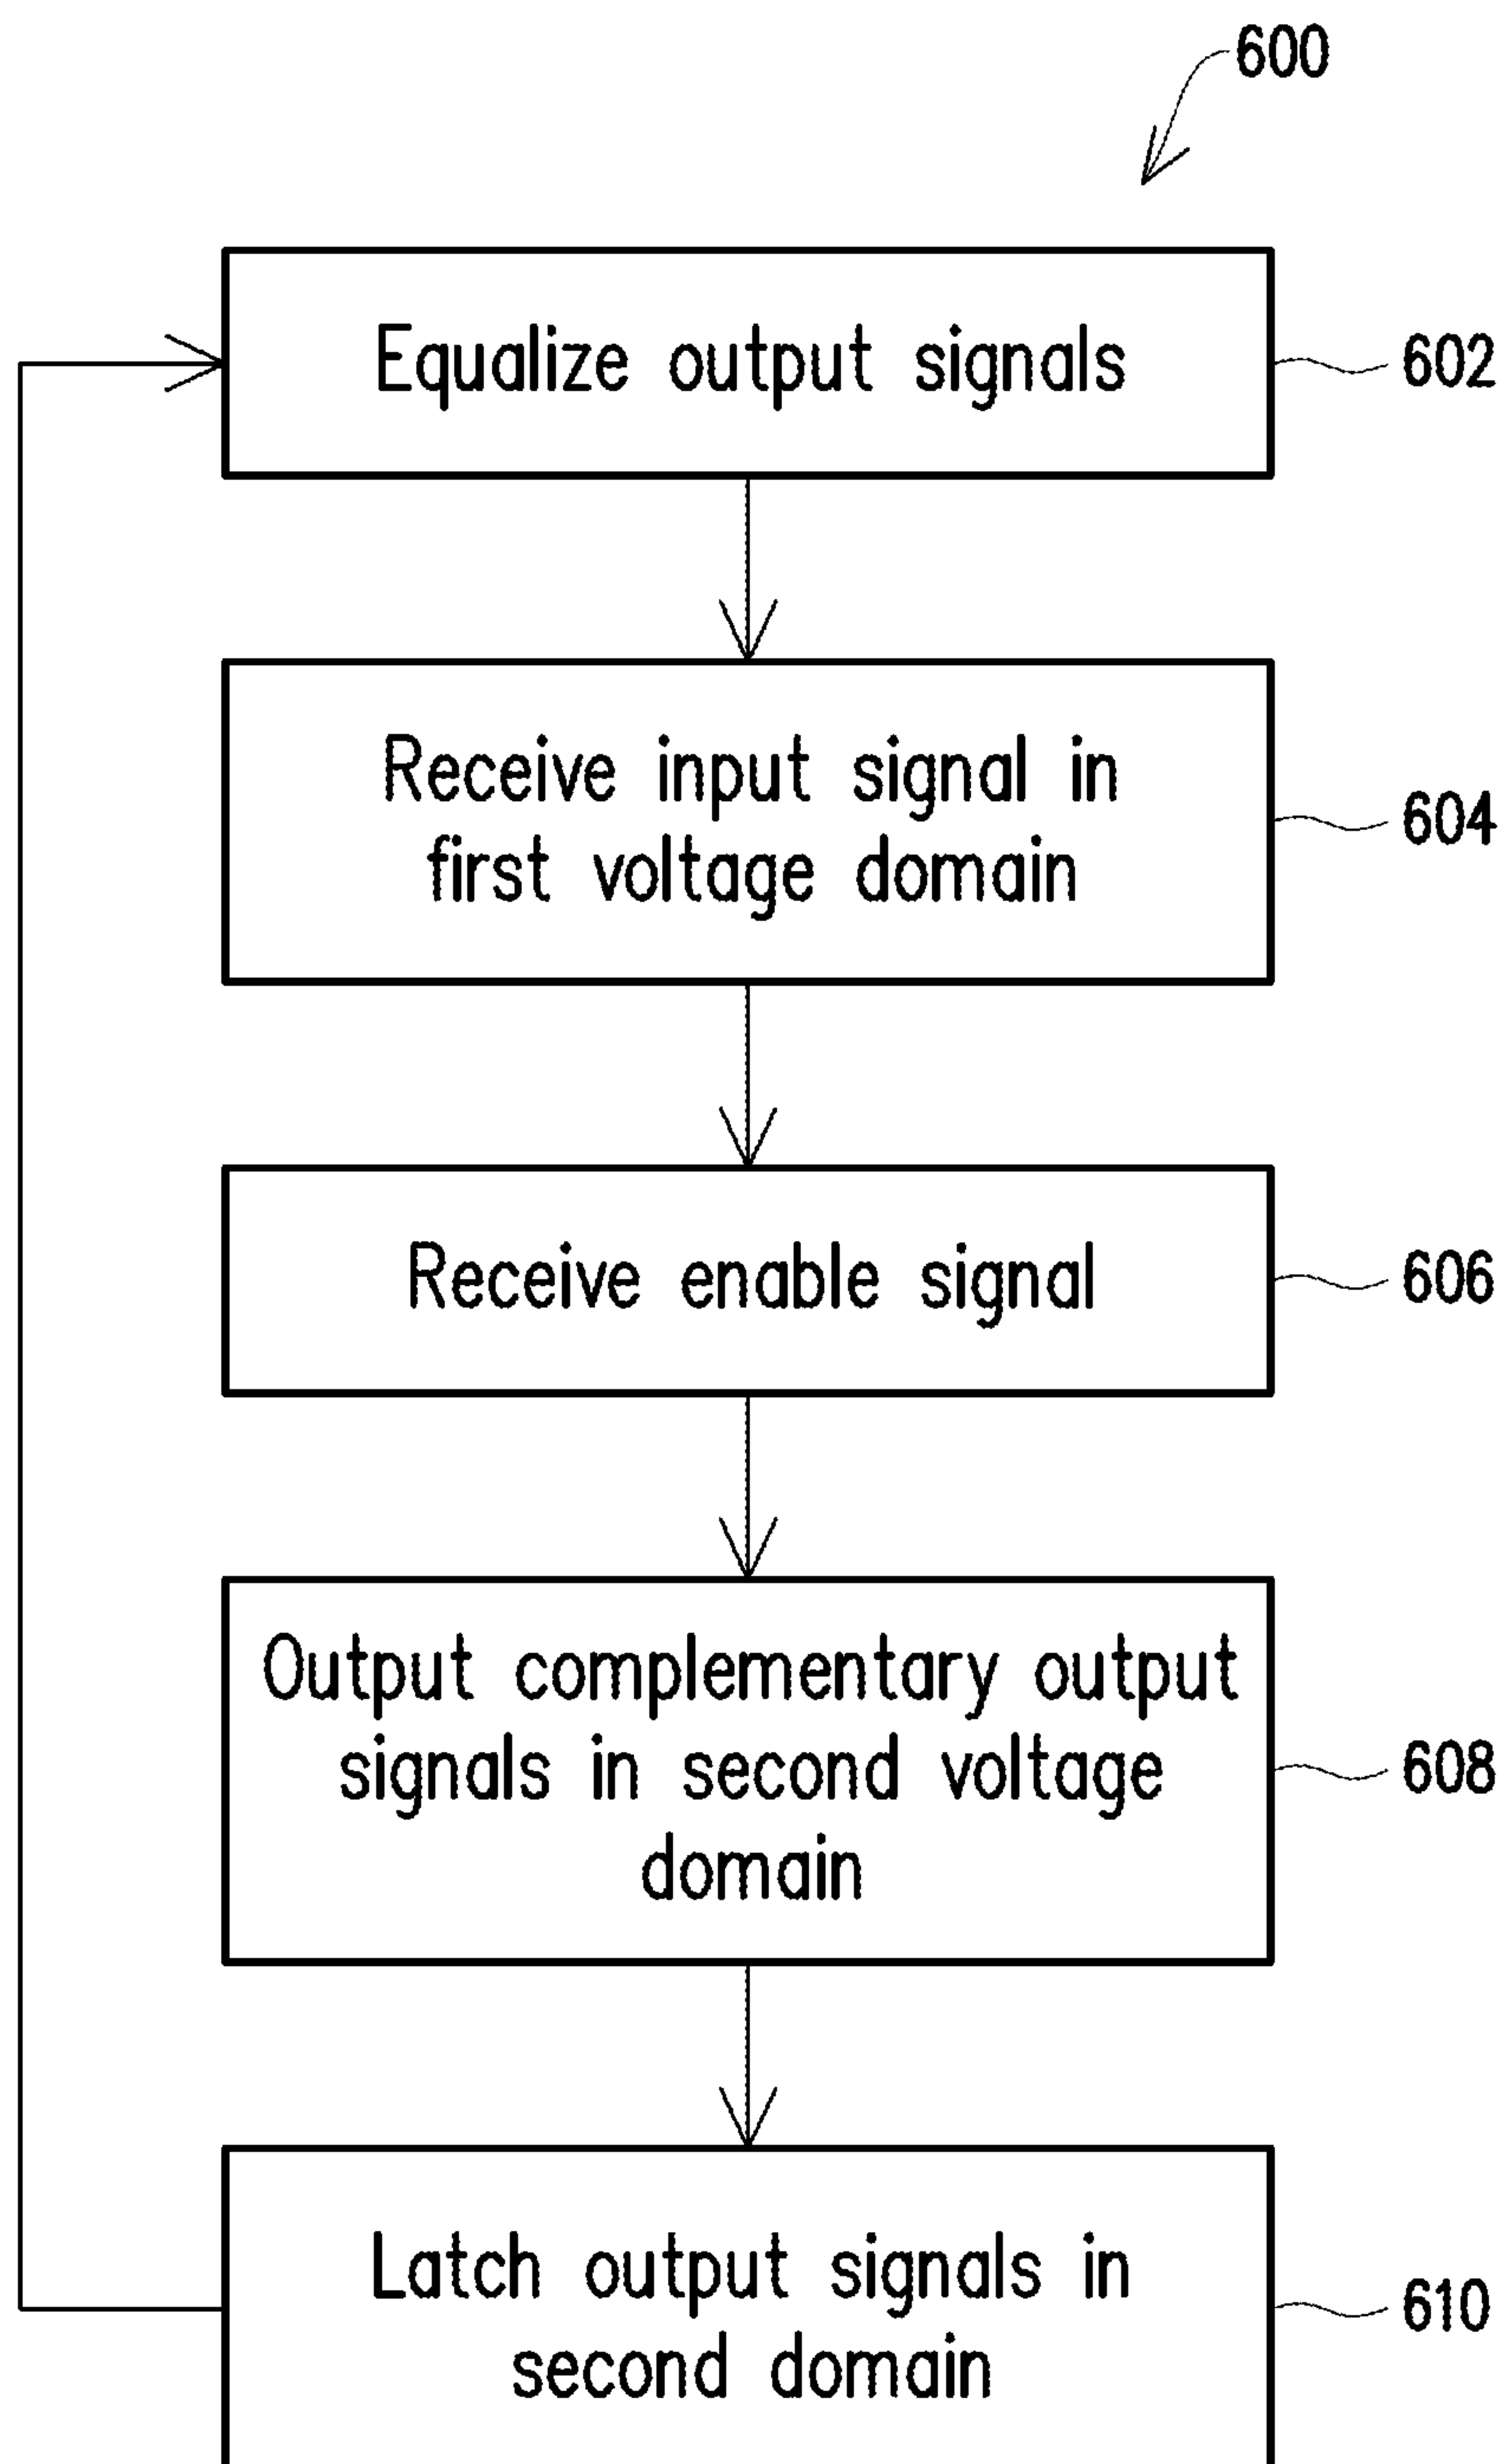 600
Equalize output signals
602
Receive input signal in
first voltage domain
604
Receive enable signal
606
Output complementary output
signals in second voltage
domain
608
Latch output signals in
second domain
610